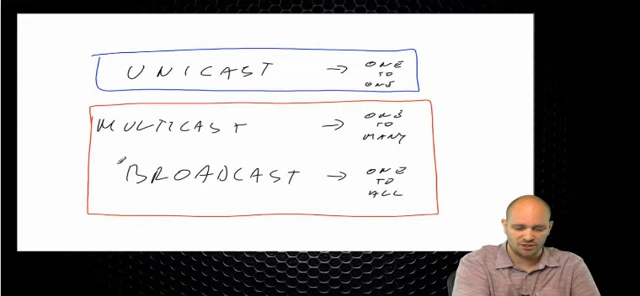 UNICAST → ONE
TO
ONE
MULTICAST → ONE
TO
MANY
BROADCAST → ONE
TO
ALL